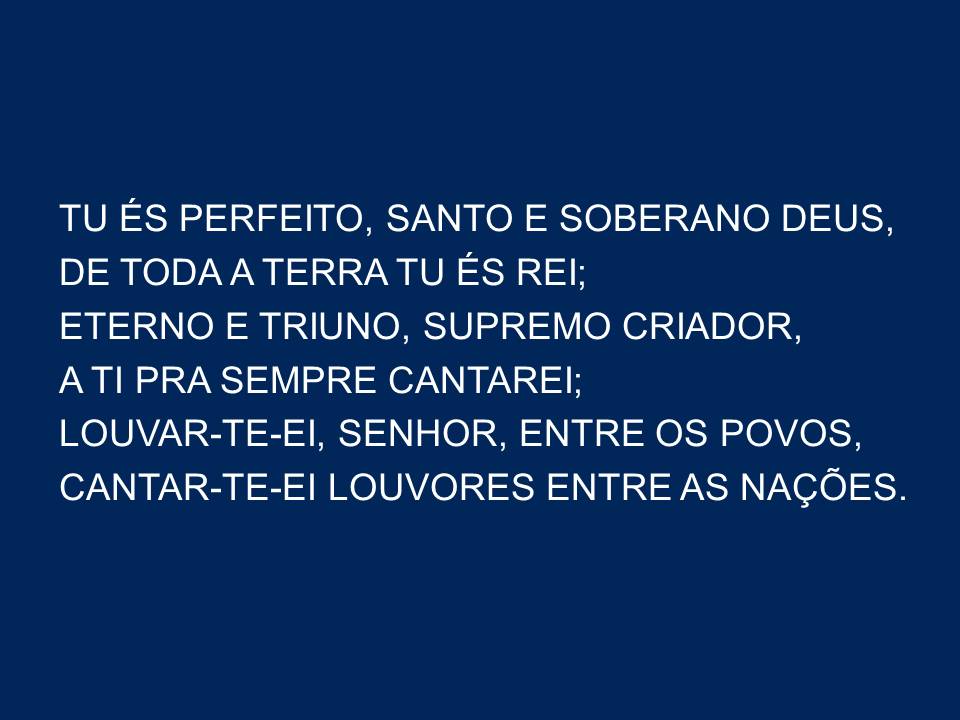 TU ÉS PERFEITO, SANTO E SOBERANO DEUS,
DE TODA A TERRA TU ÉS REI;
ETERNO E TRIUNO, SUPREMO CRIADOR,
A TI PRA SEMPRE CANTAREI;
LOUVAR-TE-EI, SENHOR, ENTRE OS POVOS,
CANTAR-TE-EI LOUVORES ENTRE AS NAÇÕES.